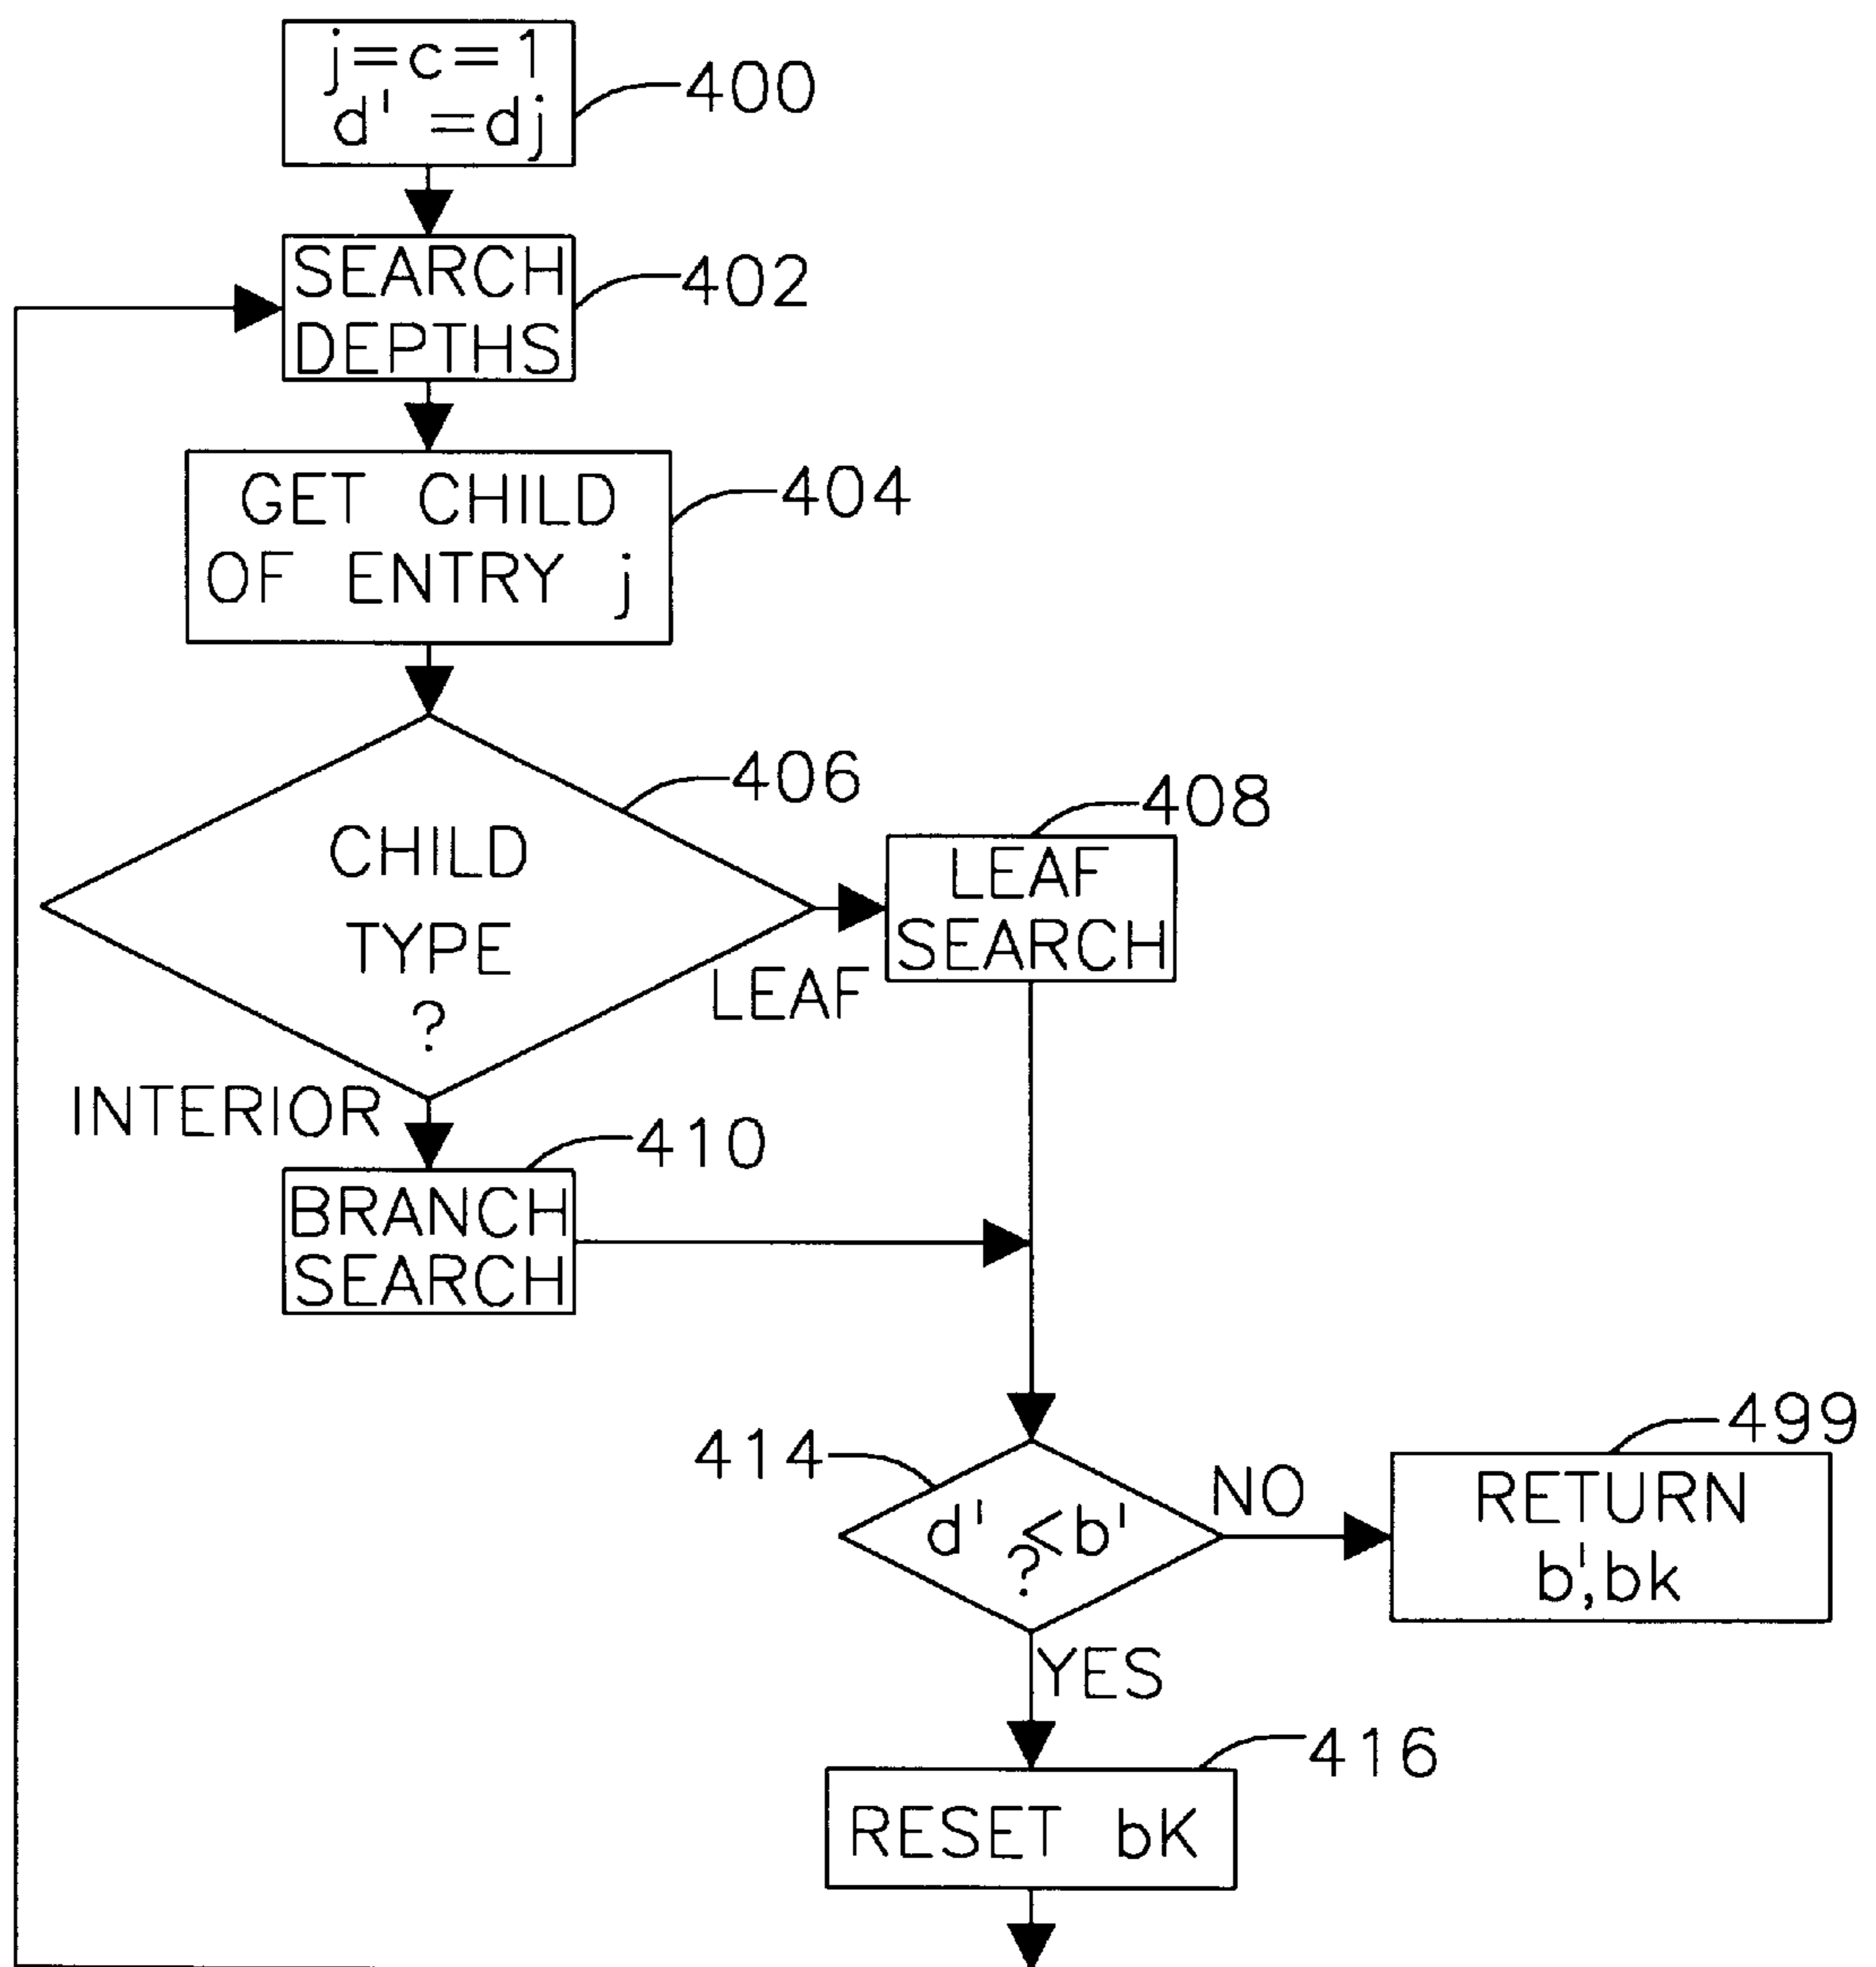 j=c=1
d' =dj
400
SEARCH
DEPTHS
402
GET CHILD
OF ENTRY j
404
CHILD
TYPE
?
406
LEAF
INTERIOR
LEAF
SEARCH
408
BRANCH
SEARCH
410
d' <b'
?
414
NO
YES
RETURN
b',bk
499
RESET bK
416